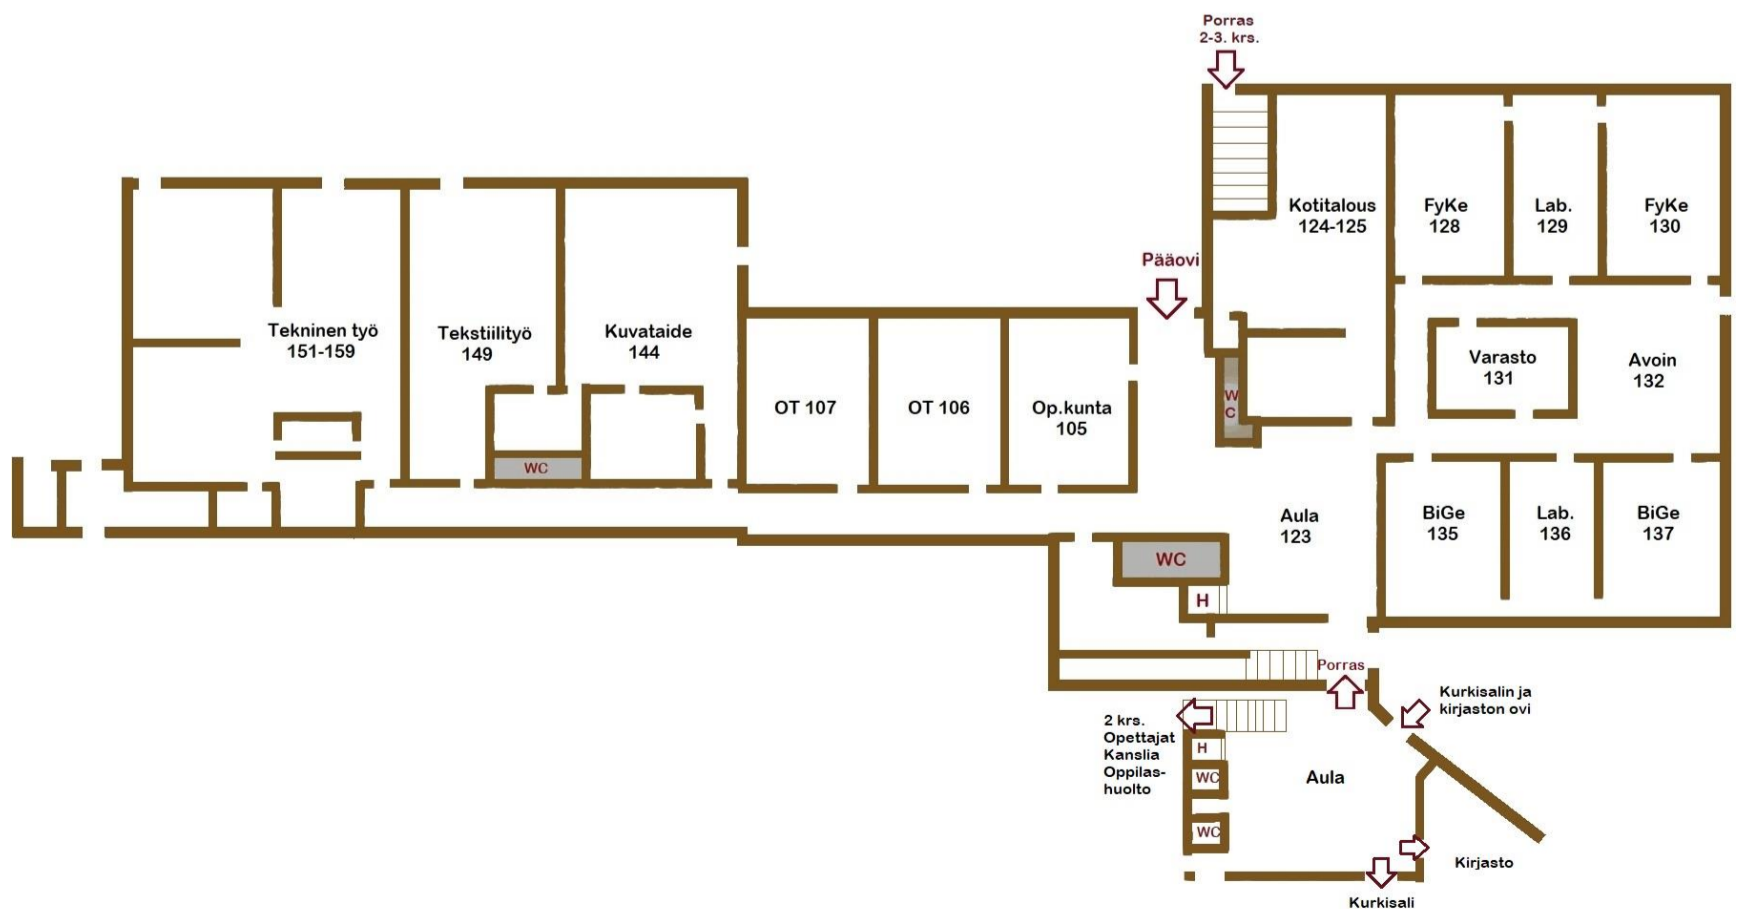 Porras
2-3. krs.
Kotitalous
124-125
FyKe
128
Lab.
129
FyKe
130
Pääovi
Tekninen työ
151-159
Tekstiilityö
149
Kuvataide
144
Varasto
131
Avoin
132
OT 107
OT 106
Op.kunta
105
W
C
WC
Aula
123
BiGe
135
Lab.
136
BiGe
137
WC
H
Porras
Kurkisalin ja
kirjaston ovi
2 krs.
Opettajat
Kanslia
Oppilas-
huolto
H
WC
WC
Aula
Kirjasto
Kurkisali